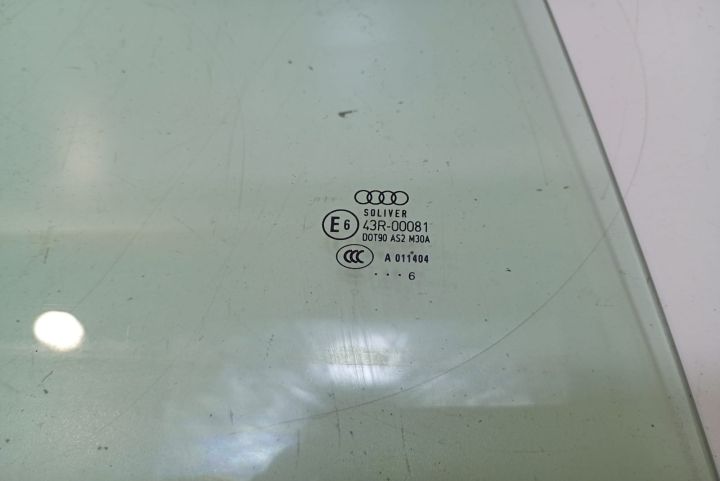 SOLIVER
E6 43R-00081
DOT90 AS2 M30A
CCC A 011404
· · · 6